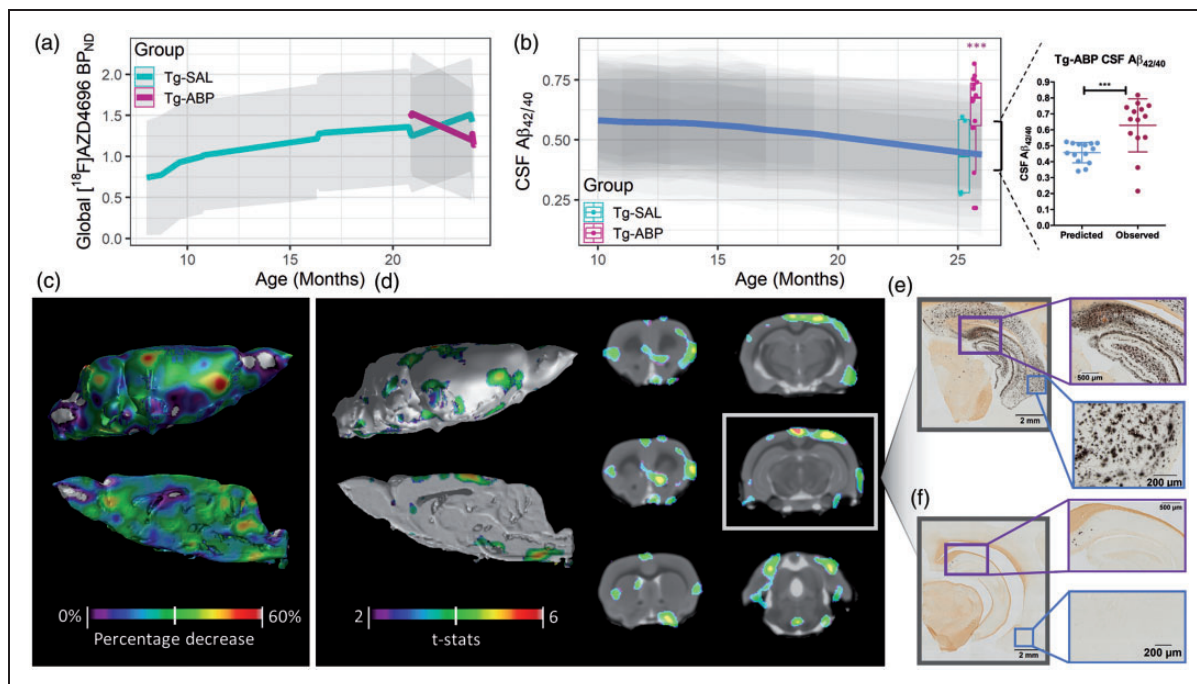 (a)
Group
Tg-SAL
Tg-ABP
Global [¹⁸F]AZD4696 BP_ND
2.0
1.5
1.0
0.5
0.0
10
15
20
Age (Months)
(b)
CSF Aβ_42/40
0.75
0.50
0.25
***
Group
Tg-SAL
Tg-ABP
10
15
20
25
Age (Months)
Tg-ABP CSF Aβ_42/40
***
CSF Aβ_42/40
0.9
0.8
0.7
0.6
0.5
0.4
0.3
0.2
0.1
0.0
Predicted
Observed
(c)
0%
60%
Percentage decrease
(d)
2
6
t-stats
(e)
500 µm
2 mm
200 µm
(f)
500 µm
2 mm
200 µm